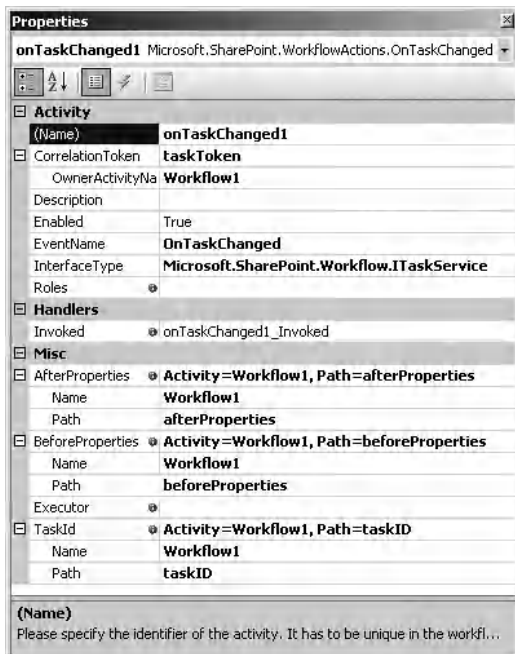 Properties
onTaskChanged1 Microsoft.SharePoint.WorkflowActions.OnTaskChanged
Activity
(Name) onTaskChanged1
CorrelationToken taskToken
OwnerActivityNa Workflow1
Description
Enabled True
EventName OnTaskChanged
InterfaceType Microsoft.SharePoint.Workflow.ITaskService
Roles
Handlers
Invoked onTaskChanged1_Invoked
Misc
AfterProperties Activity=Workflow1, Path=afterProperties
Name Workflow1
Path afterProperties
BeforeProperties Activity=Workflow1, Path=beforeProperties
Name Workflow1
Path beforeProperties
Executor
TaskId Activity=Workflow1, Path=taskID
Name Workflow1
Path taskID
(Name)
Please specify the identifier of the activity. It has to be unique in the workfl...